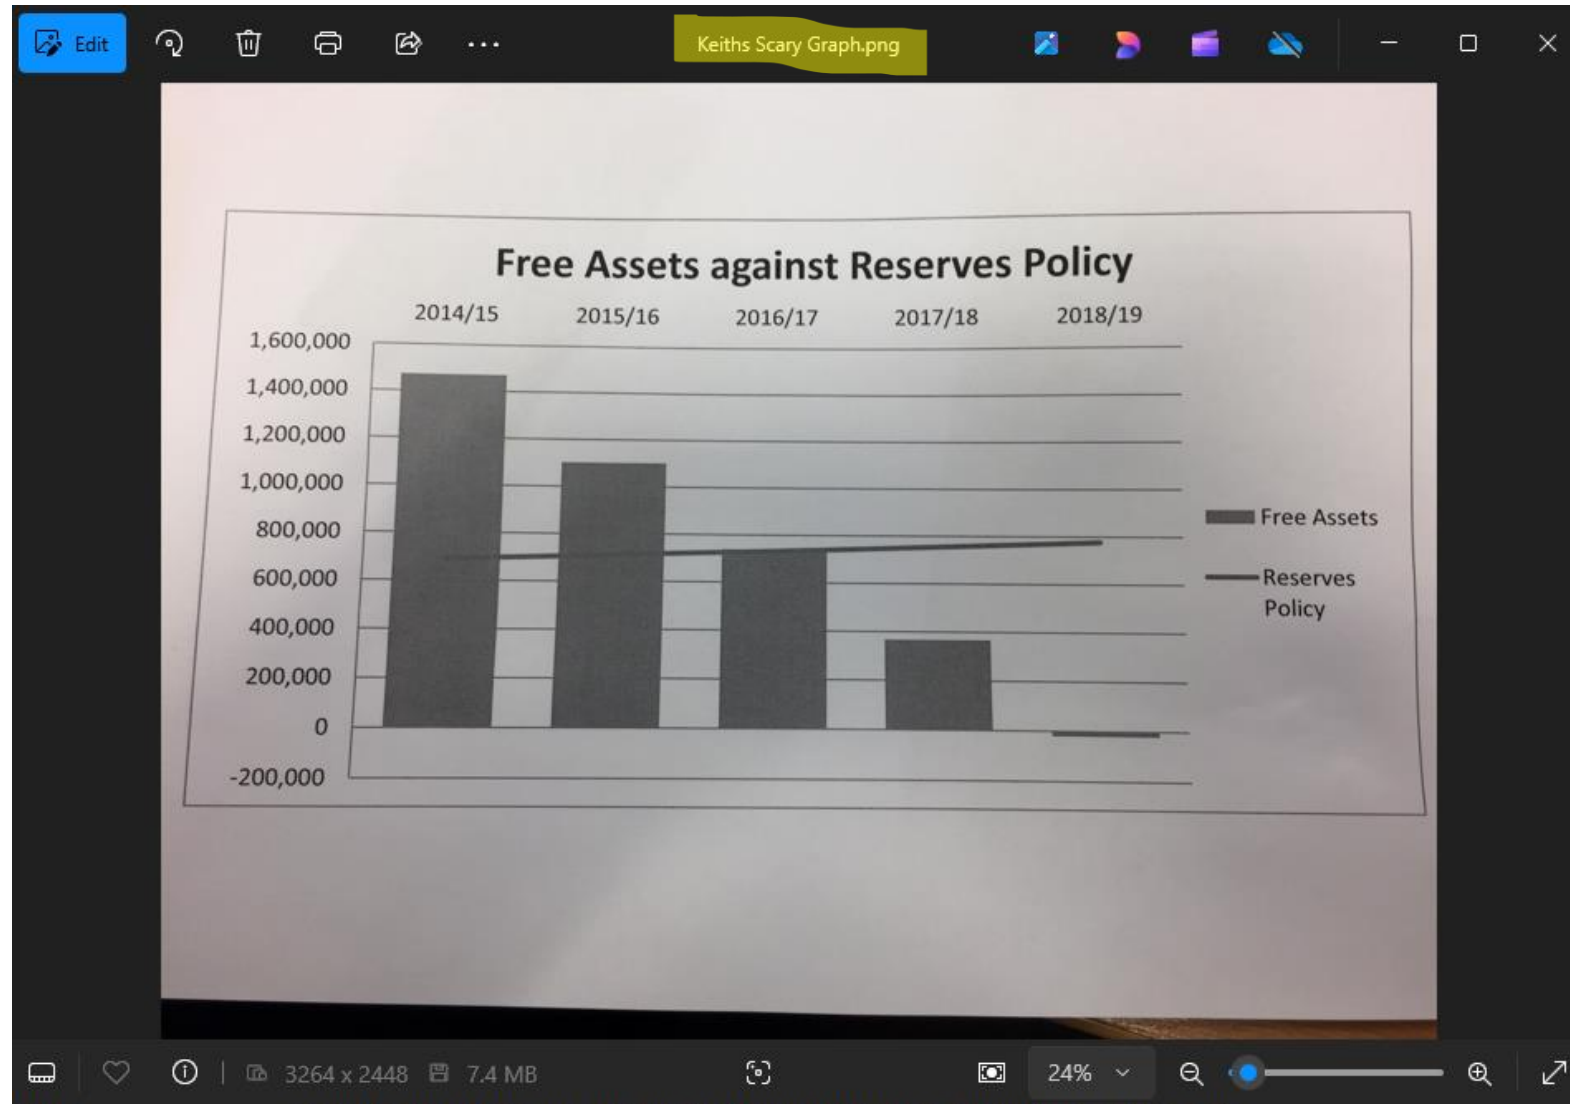 Edit
Keiths Scary Graph.png
Free Assets against Reserves Policy
2014/15 2015/16 2016/17 2017/18 2018/19
1,600,000
1,400,000
1,200,000
1,000,000
800,000
600,000
400,000
200,000
0
-200,000
Free Assets
Reserves
Policy
3264 x 2448 7.4 MB
24%